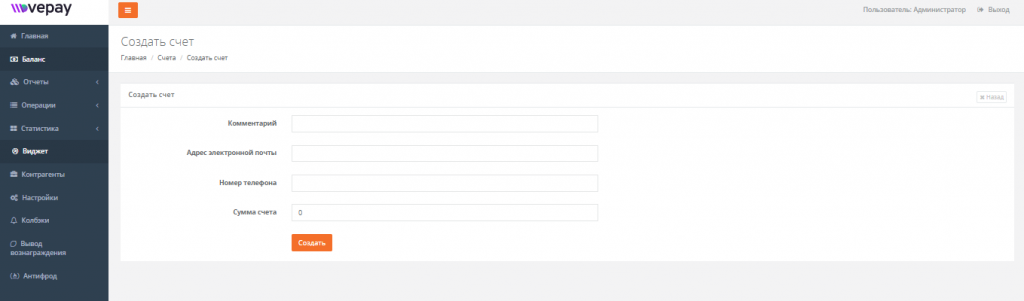 vepay
Пользователь: Администратор
Выход
Главная
Баланс
Отчеты
Операции
Статистика
Виджет
Контрагенты
Настройки
Колбэки
Вывод
вознаграждения
Антифрод
Создать счет
Главная / Счета / Создать счет
Создать счет
Назад
Комментарий
Адрес электронной почты
Номер телефона
Сумма счета
0
Создать